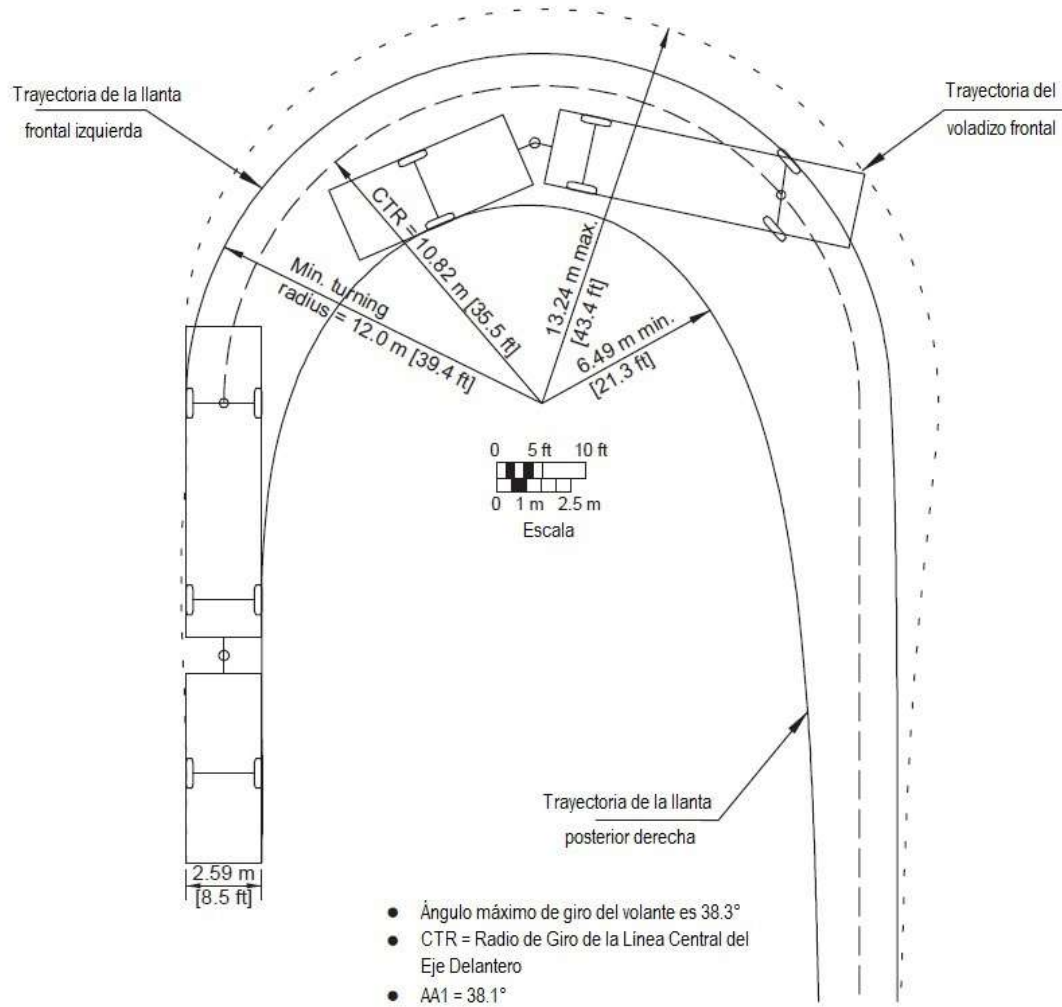 Trayectoria de la llanta
frontal izquierda
Trayectoria del
voladizo frontal
CTR = 10.82 m [35.5 ft]
Min. turning
radius = 12.0 m [39.4 ft]
13.24 m max.
[43.4 ft]
6.49 m min.
[21.3 ft]
0 5 ft 10 ft
0 1 m 2.5 m
Escala
Trayectoria de la llanta
posterior derecha
2.59 m
[8.5 ft]
● Ángulo máximo de giro del volante es 38.3°
● CTR = Radio de Giro de la Línea Central del
Eje Delantero
● AA1 = 38.1°